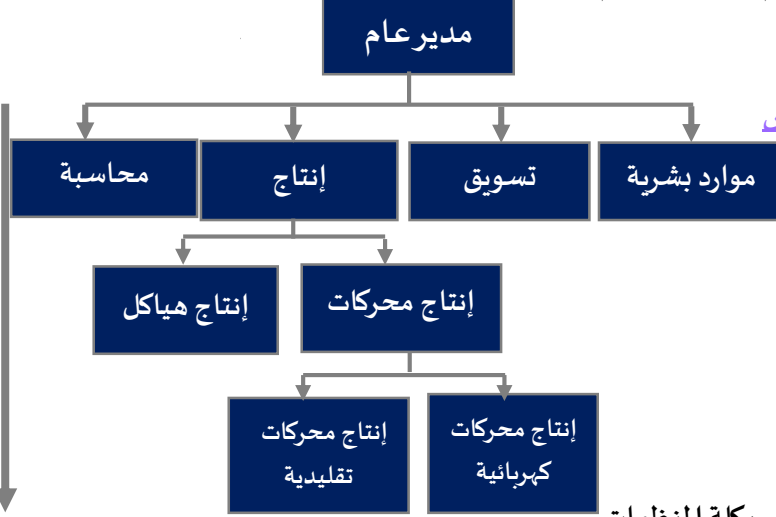 مدير عام
موارد بشرية
تسويق
إنتاج
محاسبة
إنتاج محركات
إنتاج هياكل
إنتاج محركات
كهربائية
إنتاج محركات
تقليدية